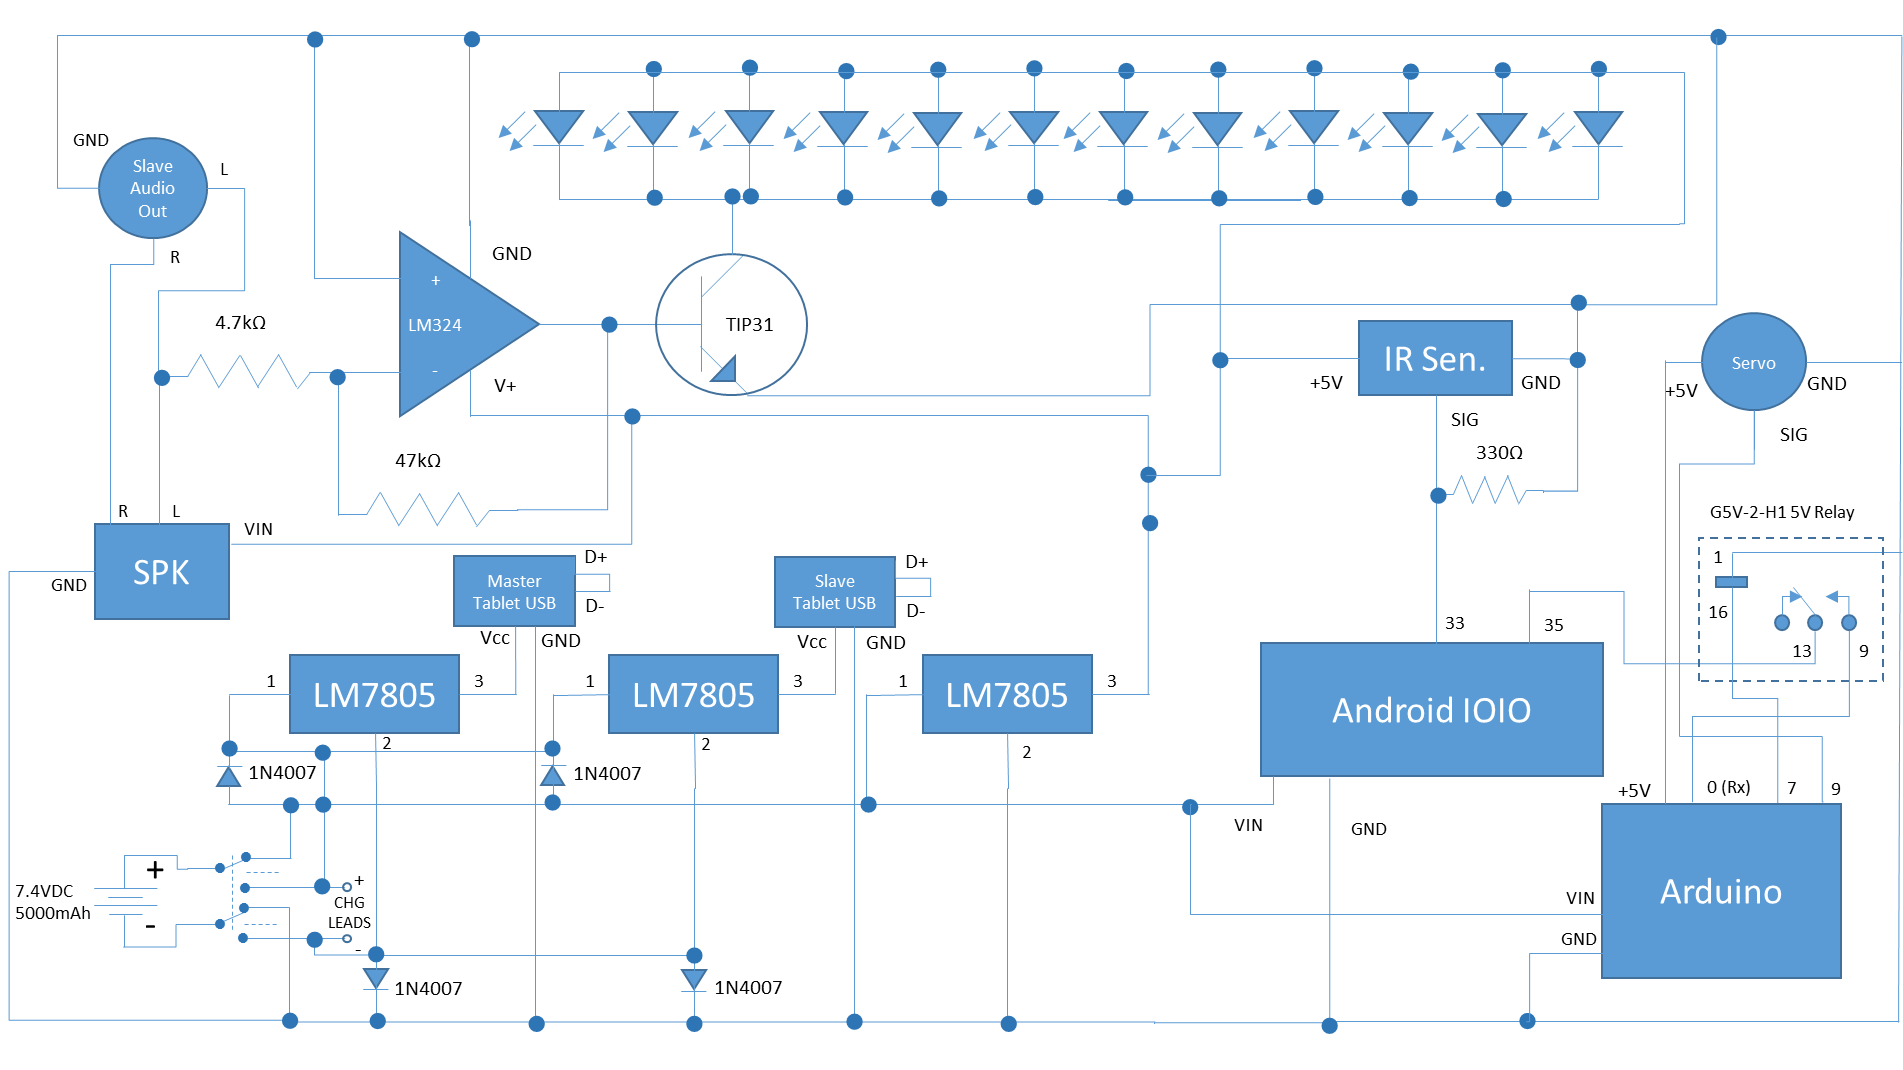 GND
Slave
Audio
Out
L
R
4.7kΩ
+
LM324
-
GND
V+
TIP31
47kΩ
IR Sen.
+5V
GND
SIG
330Ω
Servo
+5V
GND
SIG
G5V-2-H1 5V Relay
1
16
13
9
R
L
VIN
SPK
GND
Master
Tablet USB
D+
D-
Vcc
GND
Slave
Tablet USB
D+
D-
Vcc
GND
1
LM7805
3
2
1
LM7805
3
2
1
LM7805
3
2
1N4007
1N4007
33
35
Android IOIO
VIN
GND
+5V
0 (Rx)
7
9
Arduino
VIN
GND
7.4VDC
5000mAh
+
-
+
CHG
LEADS
-
1N4007
1N4007